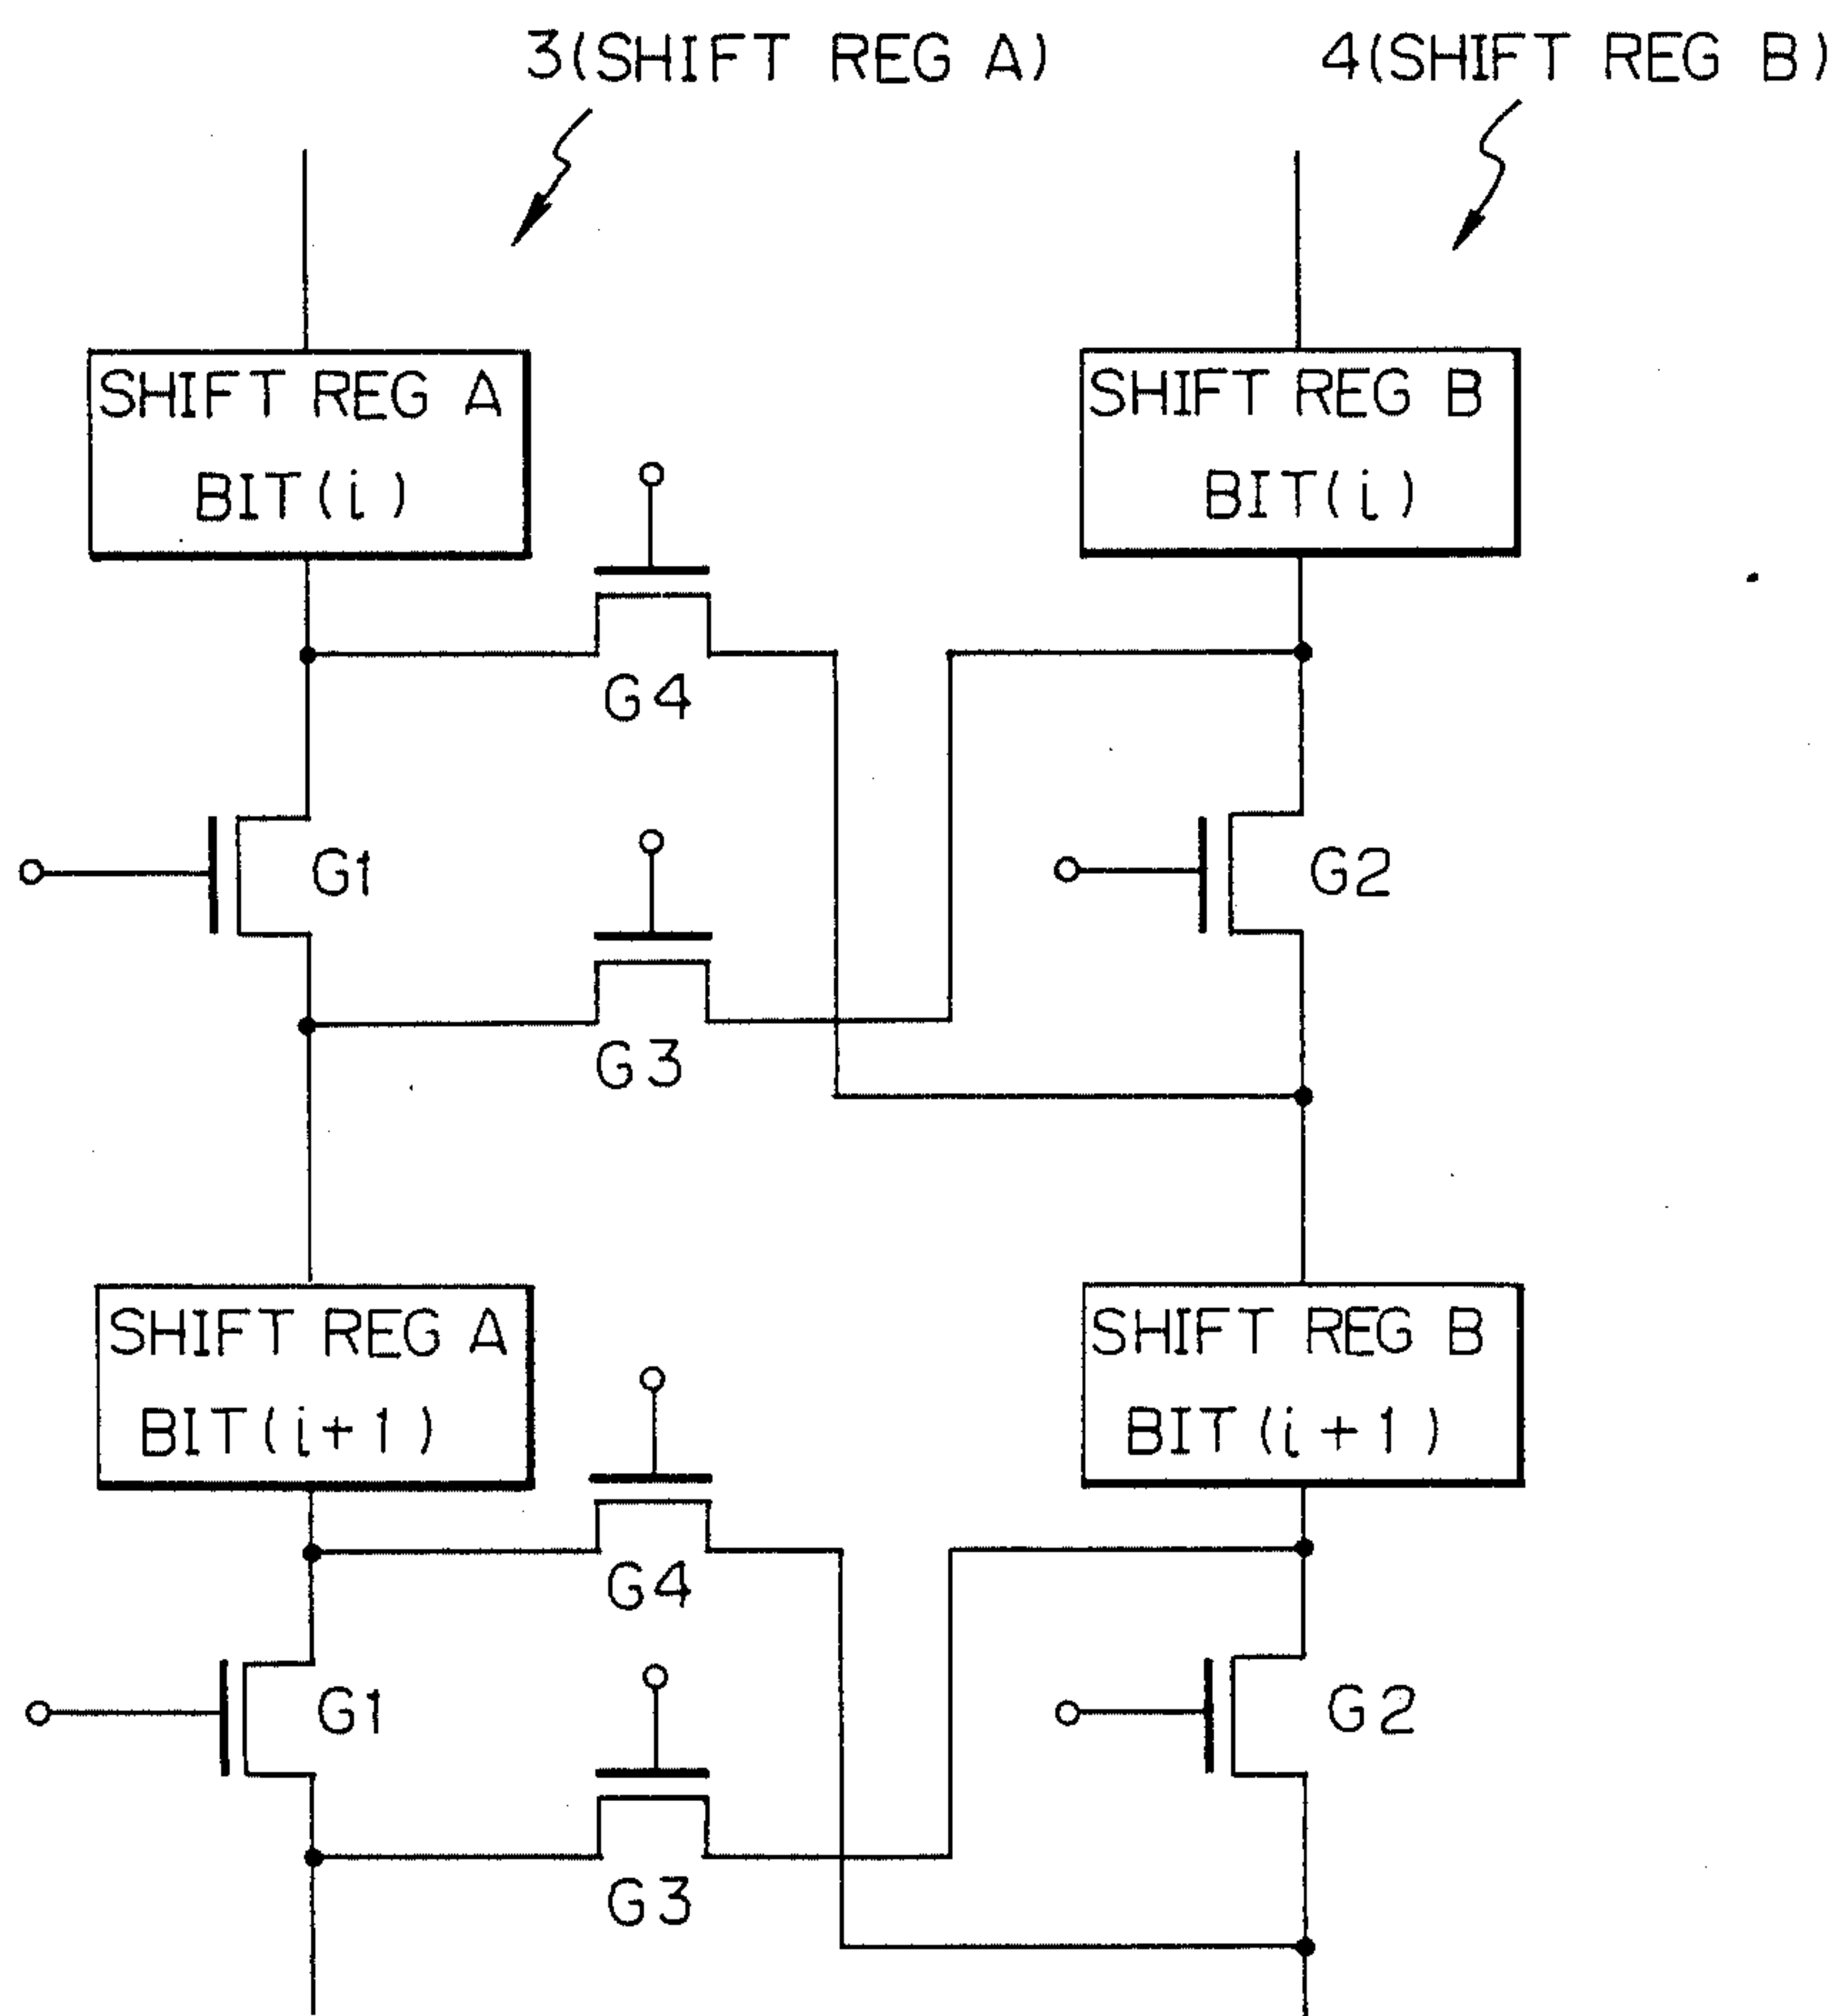 3(SHIFT REG A)
4(SHIFT REG B)
SHIFT REG A
BIT(i)
SHIFT REG B
BIT(i)
G4
G1
G2
G3
SHIFT REG A
BIT(i+1)
SHIFT REG B
BIT(i+1)
G4
G1
G2
G3